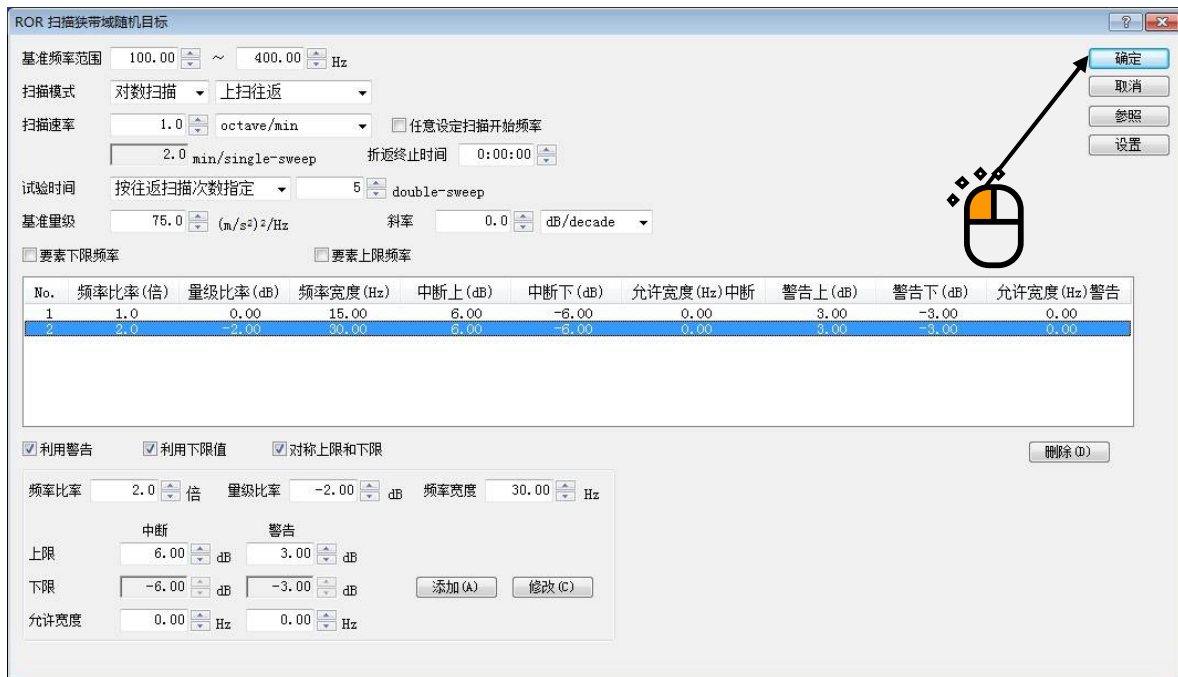 ROR 扫描狭带域随机目标
基准频率范围 100.00 ~ 400.00 Hz 确定
扫描模式 对数扫描 上扫往返 取消
扫描速率 1.0 octave/min 任意设定扫描开始频率 参照
2.0 min/single-sweep 折返终止时间 0:00:00 设置
试验时间 按往返扫描次数指定 5 double-sweep
基准量级 75.0 (m/s²)²/Hz 斜率 0.0 dB/decade
要素下限频率 要素上限频率
No. 频率比率(倍) 量级比率(dB) 频率宽度(Hz) 中断上(dB) 中断下(dB) 允许宽度(Hz)中断 警告上(dB) 警告下(dB) 允许宽度(Hz)警告
1 1.0 0.00 15.00 6.00 -6.00 0.00 3.00 -3.00 0.00
2 2.0 -2.00 30.00 6.00 -6.00 0.00 3.00 -3.00 0.00
利用警告 利用下限值 对称上限和下限 删除(D)
频率比率 2.0 倍 量级比率 -2.00 dB 频率宽度 30.00 Hz
中断 警告
上限 6.00 dB 3.00 dB
下限 -6.00 dB -3.00 dB 添加(A) 修改(C)
允许宽度 0.00 Hz 0.00 Hz